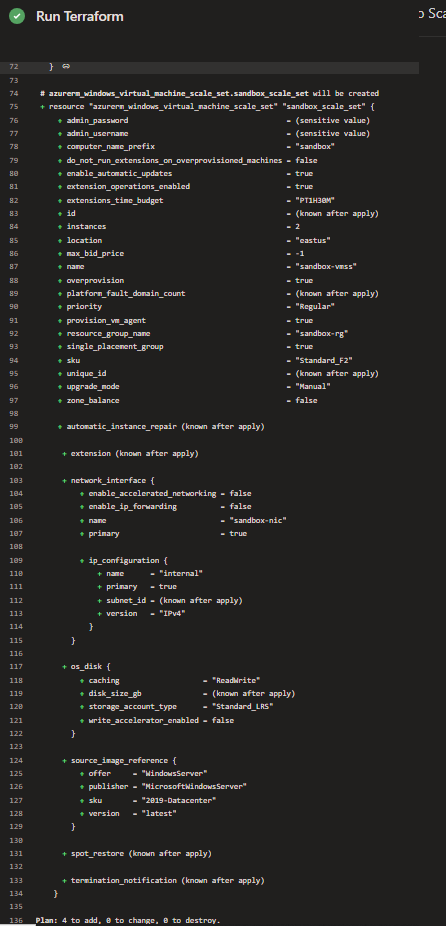 Run Terraform
o Sca
72 }
73
74 # azurerm_windows_virtual_machine_scale_set.sandbox_scale_set will be created
75 + resource "azurerm_windows_virtual_machine_scale_set" "sandbox_scale_set" {
76 + admin_password = (sensitive value)
77 + admin_username = (sensitive value)
78 + computer_name_prefix = "sandbox"
79 + do_not_run_extensions_on_overprovisioned_machines = false
80 + enable_automatic_updates = true
81 + extension_operations_enabled = true
82 + extensions_time_budget = "PT1H30M"
83 + id = (known after apply)
84 + instances = 2
85 + location = "eastus"
86 + max_bid_price = -1
87 + name = "sandbox-vmss"
88 + overprovision = true
89 + platform_fault_domain_count = (known after apply)
90 + priority = "Regular"
91 + provision_vm_agent = true
92 + resource_group_name = "sandbox-rg"
93 + single_placement_group = true
94 + sku = "Standard_F2"
95 + unique_id = (known after apply)
96 + upgrade_mode = "Manual"
97 + zone_balance = false
98
99 + automatic_instance_repair (known after apply)
100
101 + extension (known after apply)
102
103 + network_interface {
104 + enable_accelerated_networking = false
105 + enable_ip_forwarding = false
106 + name = "sandbox-nic"
107 + primary = true
108
109 + ip_configuration {
110 + name = "internal"
111 + primary = true
112 + subnet_id = (known after apply)
113 + version = "IPv4"
114 }
115 }
116
117 + os_disk {
118 + caching = "ReadWrite"
119 + disk_size_gb = (known after apply)
120 + storage_account_type = "Standard_LRS"
121 + write_accelerator_enabled = false
122 }
123
124 + source_image_reference {
125 + offer = "WindowsServer"
126 + publisher = "MicrosoftWindowsServer"
127 + sku = "2019-Datacenter"
128 + version = "latest"
129 }
130
131 + spot_restore (known after apply)
132
133 + termination_notification (known after apply)
134 }
135
136 Plan: 4 to add, 0 to change, 0 to destroy.